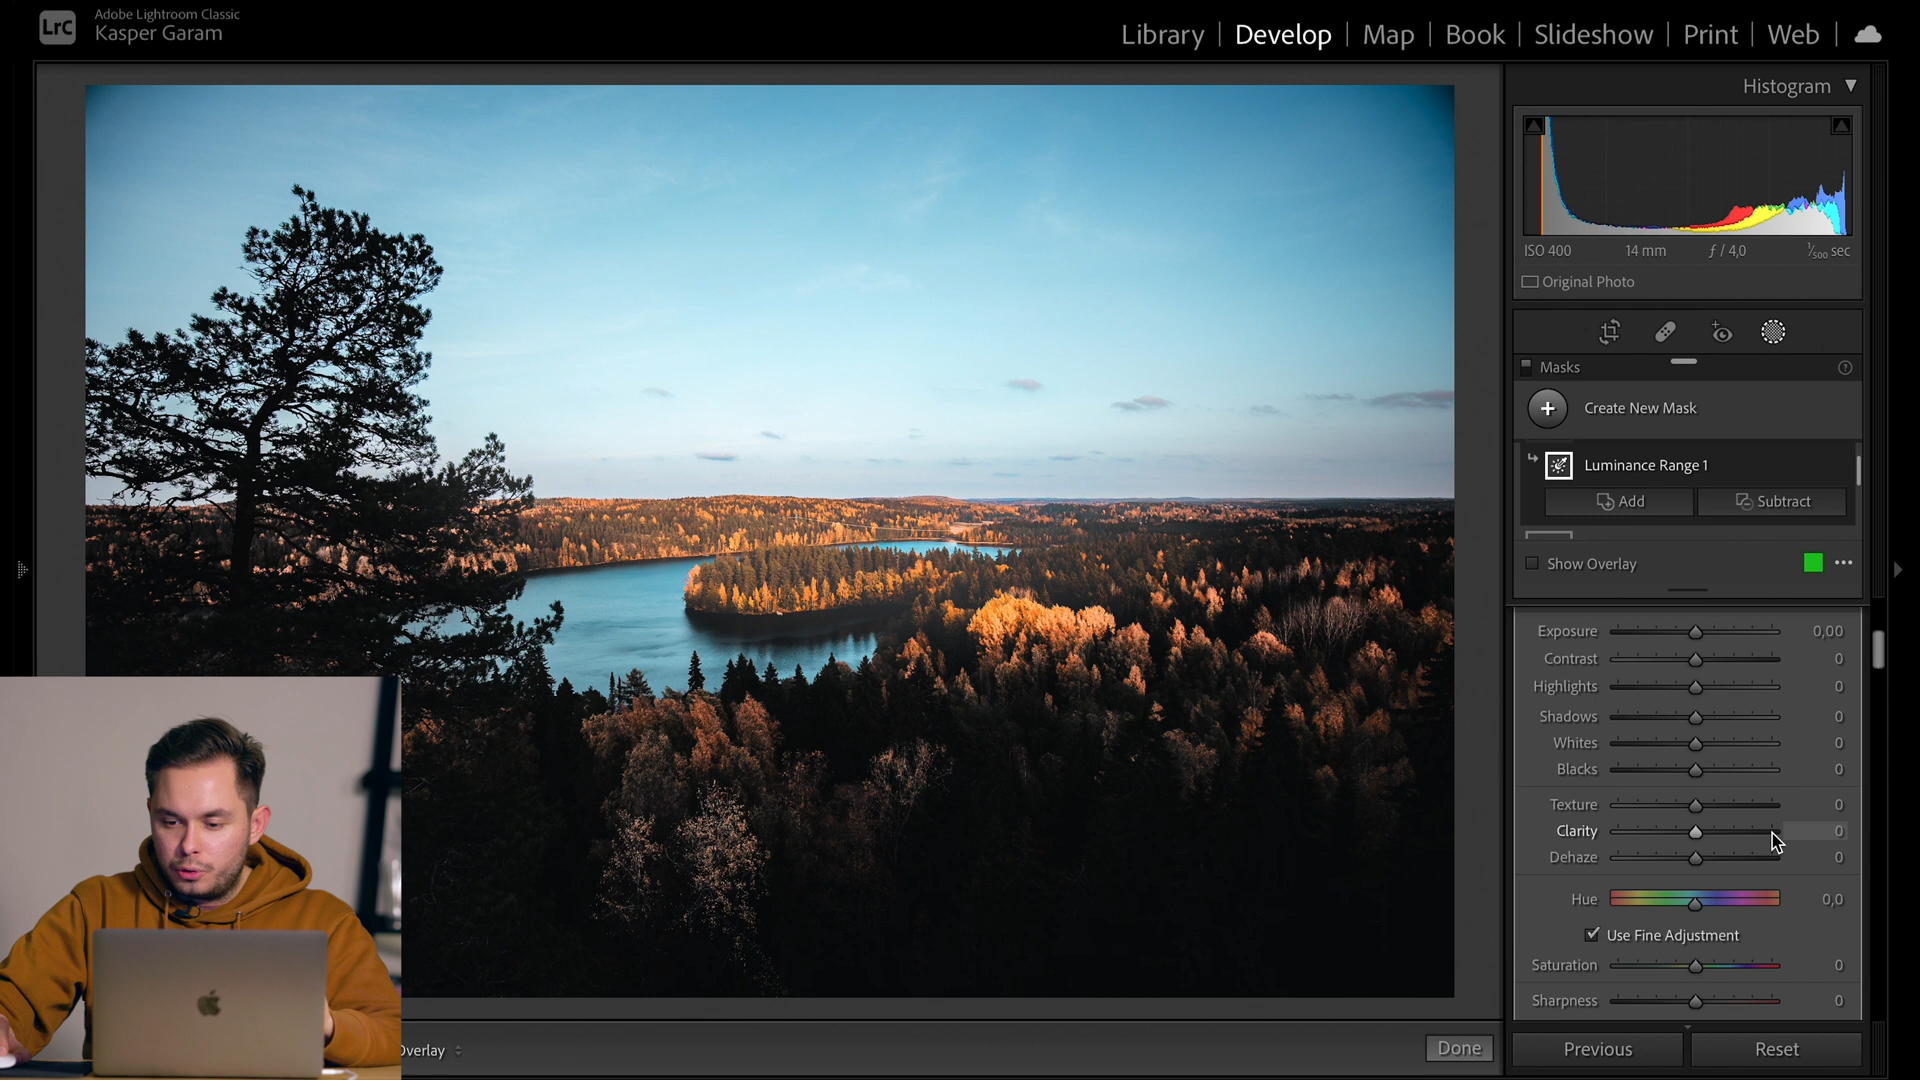 LrC
Adobe Lightroom Classic
Kasper Garam
Library | Develop | Map | Book | Slideshow | Print | Web |
Histogram
ISO 400 14 mm ƒ / 4,0 1/500 sec
Original Photo
Masks
Create New Mask
Luminance Range 1
Add Subtract
Show Overlay
Exposure 0,00
Contrast 0
Highlights 0
Shadows 0
Whites 0
Blacks 0
Texture 0
Clarity 0
Dehaze 0
Hue 0,0
Use Fine Adjustment
Saturation 0
Sharpness 0
Overlay
Done
Previous Reset